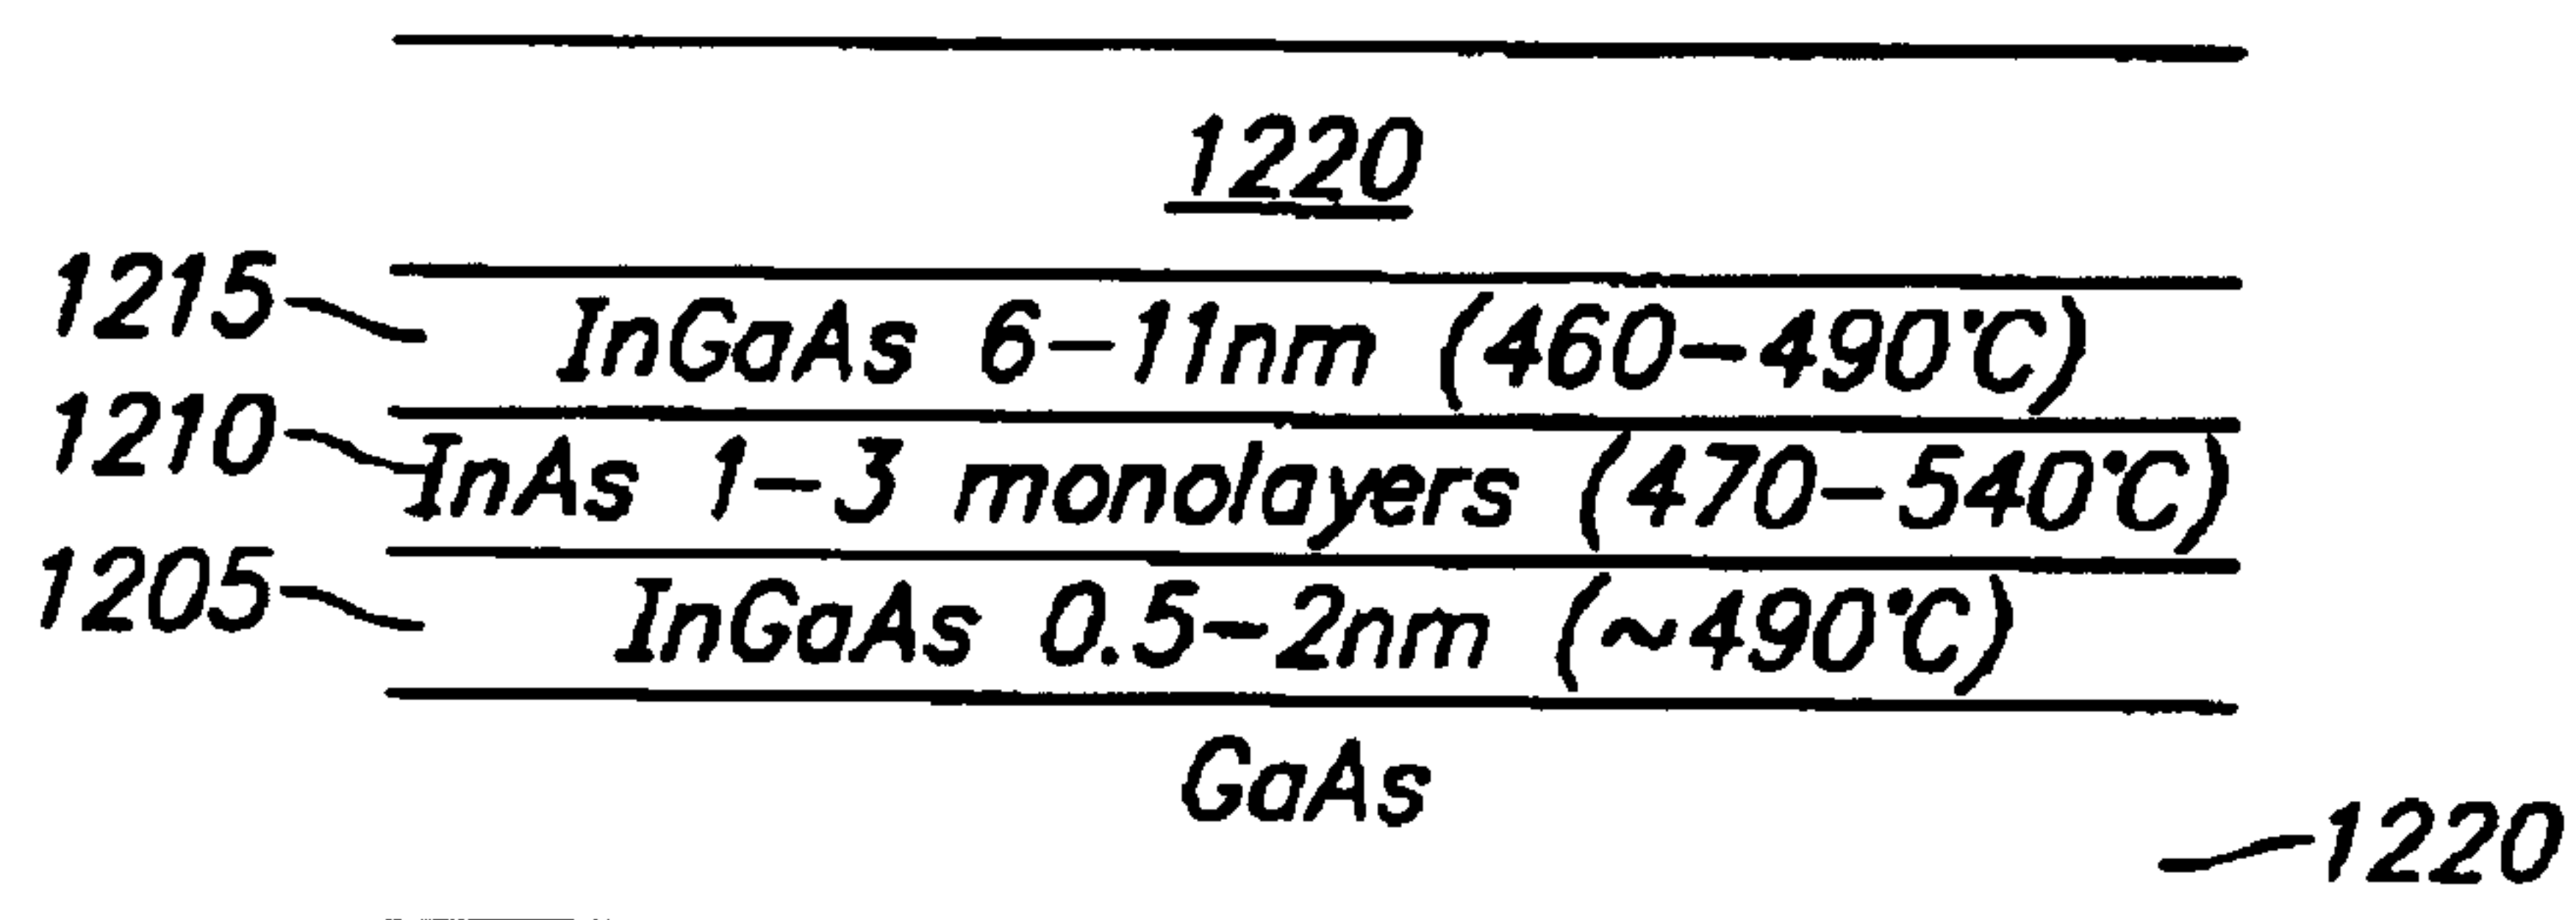 1220
1215 InGaAs 6-11nm (460-490°C)
1210 InAs 1-3 monolayers (470-540°C)
1205 InGaAs 0.5-2nm (~490°C)
GaAs
1220